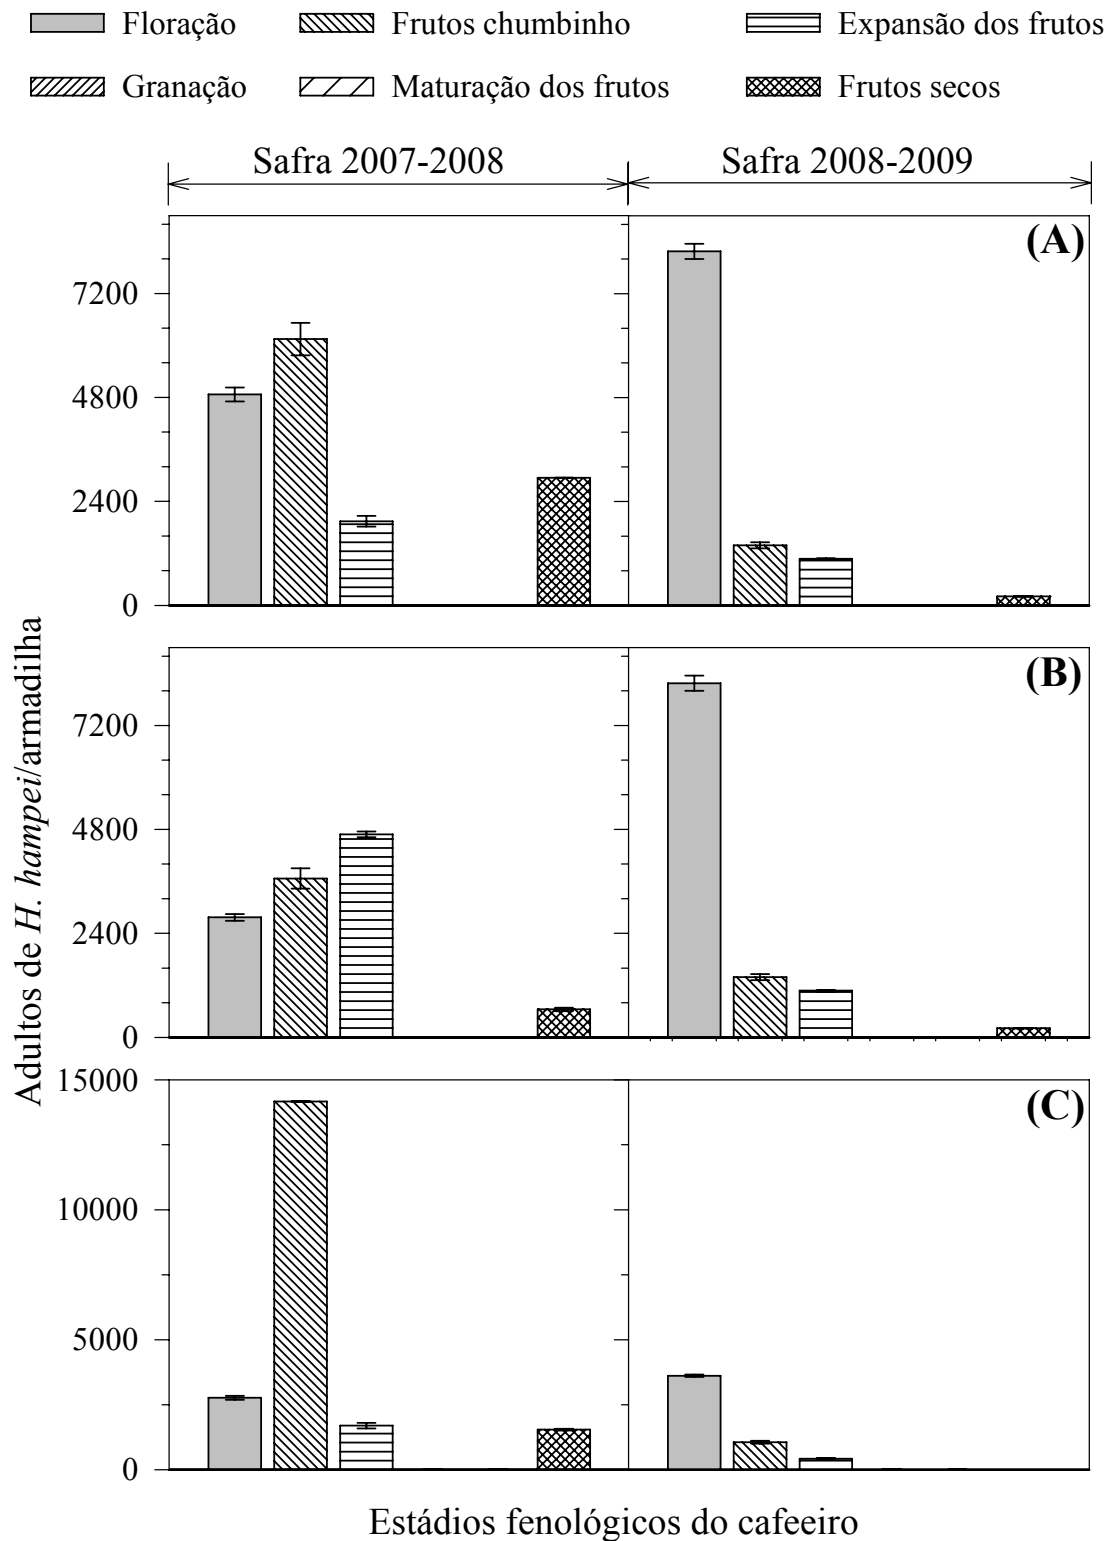 Floração Frutos chumbinho Expansão dos frutos
Granação Maturação dos frutos Frutos secos
Safra 2007-2008 Safra 2008-2009
(A)
7200
4800
2400
0
(B)
7200
4800
2400
0
Adultos de H. hampei/armadilha
(C)
15000
10000
5000
0
Estádios fenológicos do cafeeiro